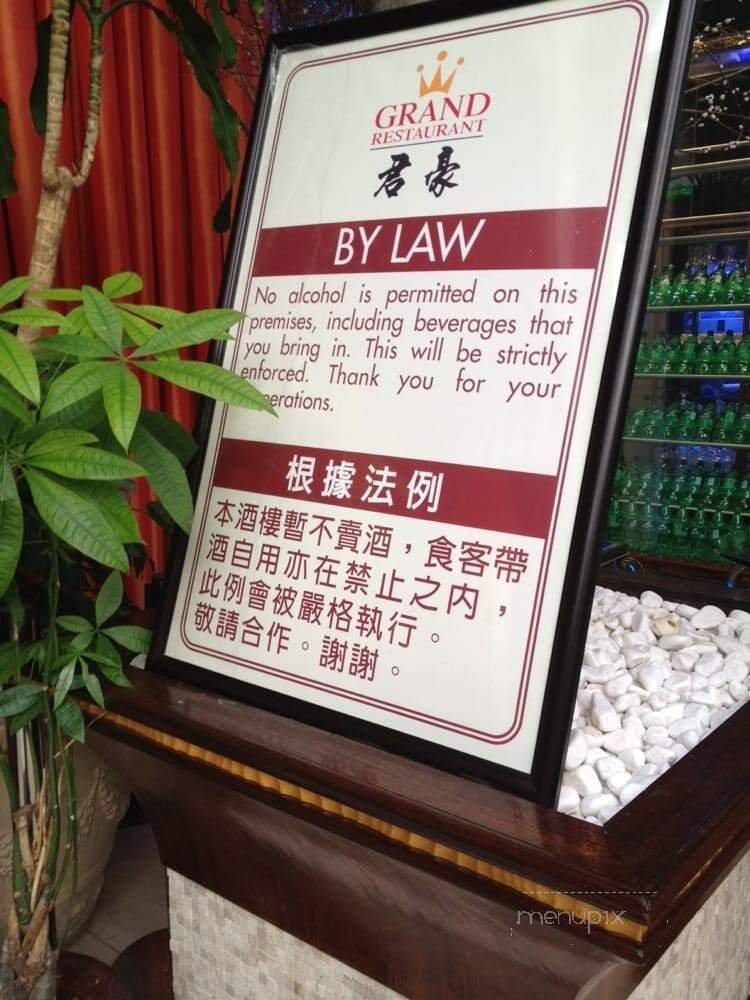 GRAND
RESTAURANT
君豪
BY LAW
No alcohol is permitted on this
premises, including beverages that
you bring in. This will be strictly
enforced. Thank you for your
perations.
根據法例
本酒樓暫不賣酒，食客帶
酒自用亦在禁止之內，
此例會被嚴格執行。
敬請合作。謝謝。
menupix